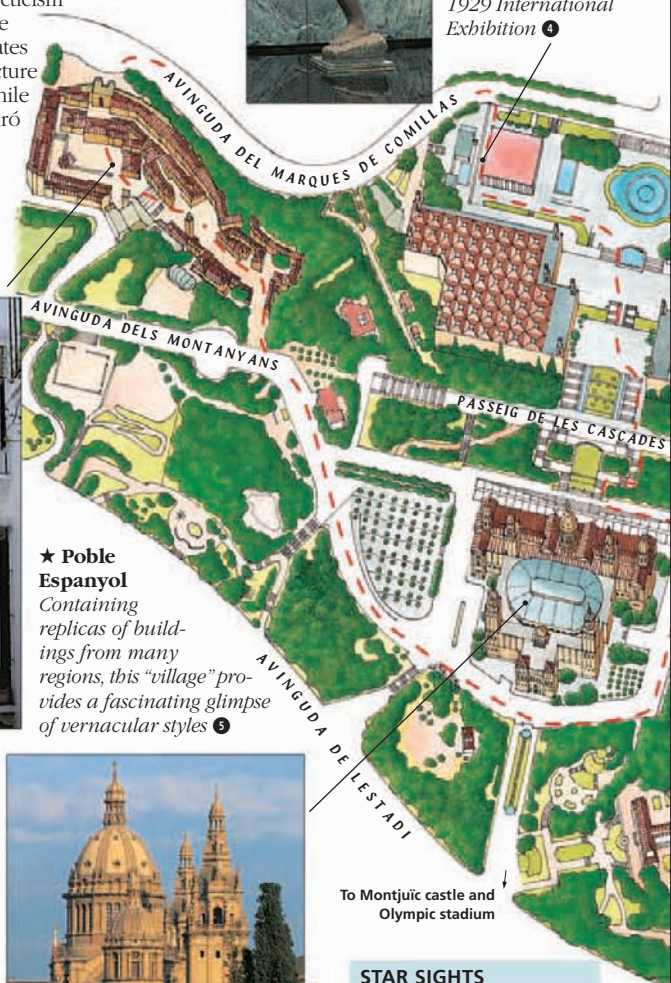 1929 International
Exhibition 4
AVINGUDA DEL MARQUES DE COMILLAS
AVINGUDA DELS MONTANYANS
PASSEIG DE LES CASCADES
★ Poble
Espanyol
Containing
replicas of build-
ings from many
regions, this “village” pro-
vides a fascinating glimpse
of vernacular styles 5
AVINGUDA DE LESTADI
To Montjuïc castle and
Olympic stadium
STAR SIGHTS